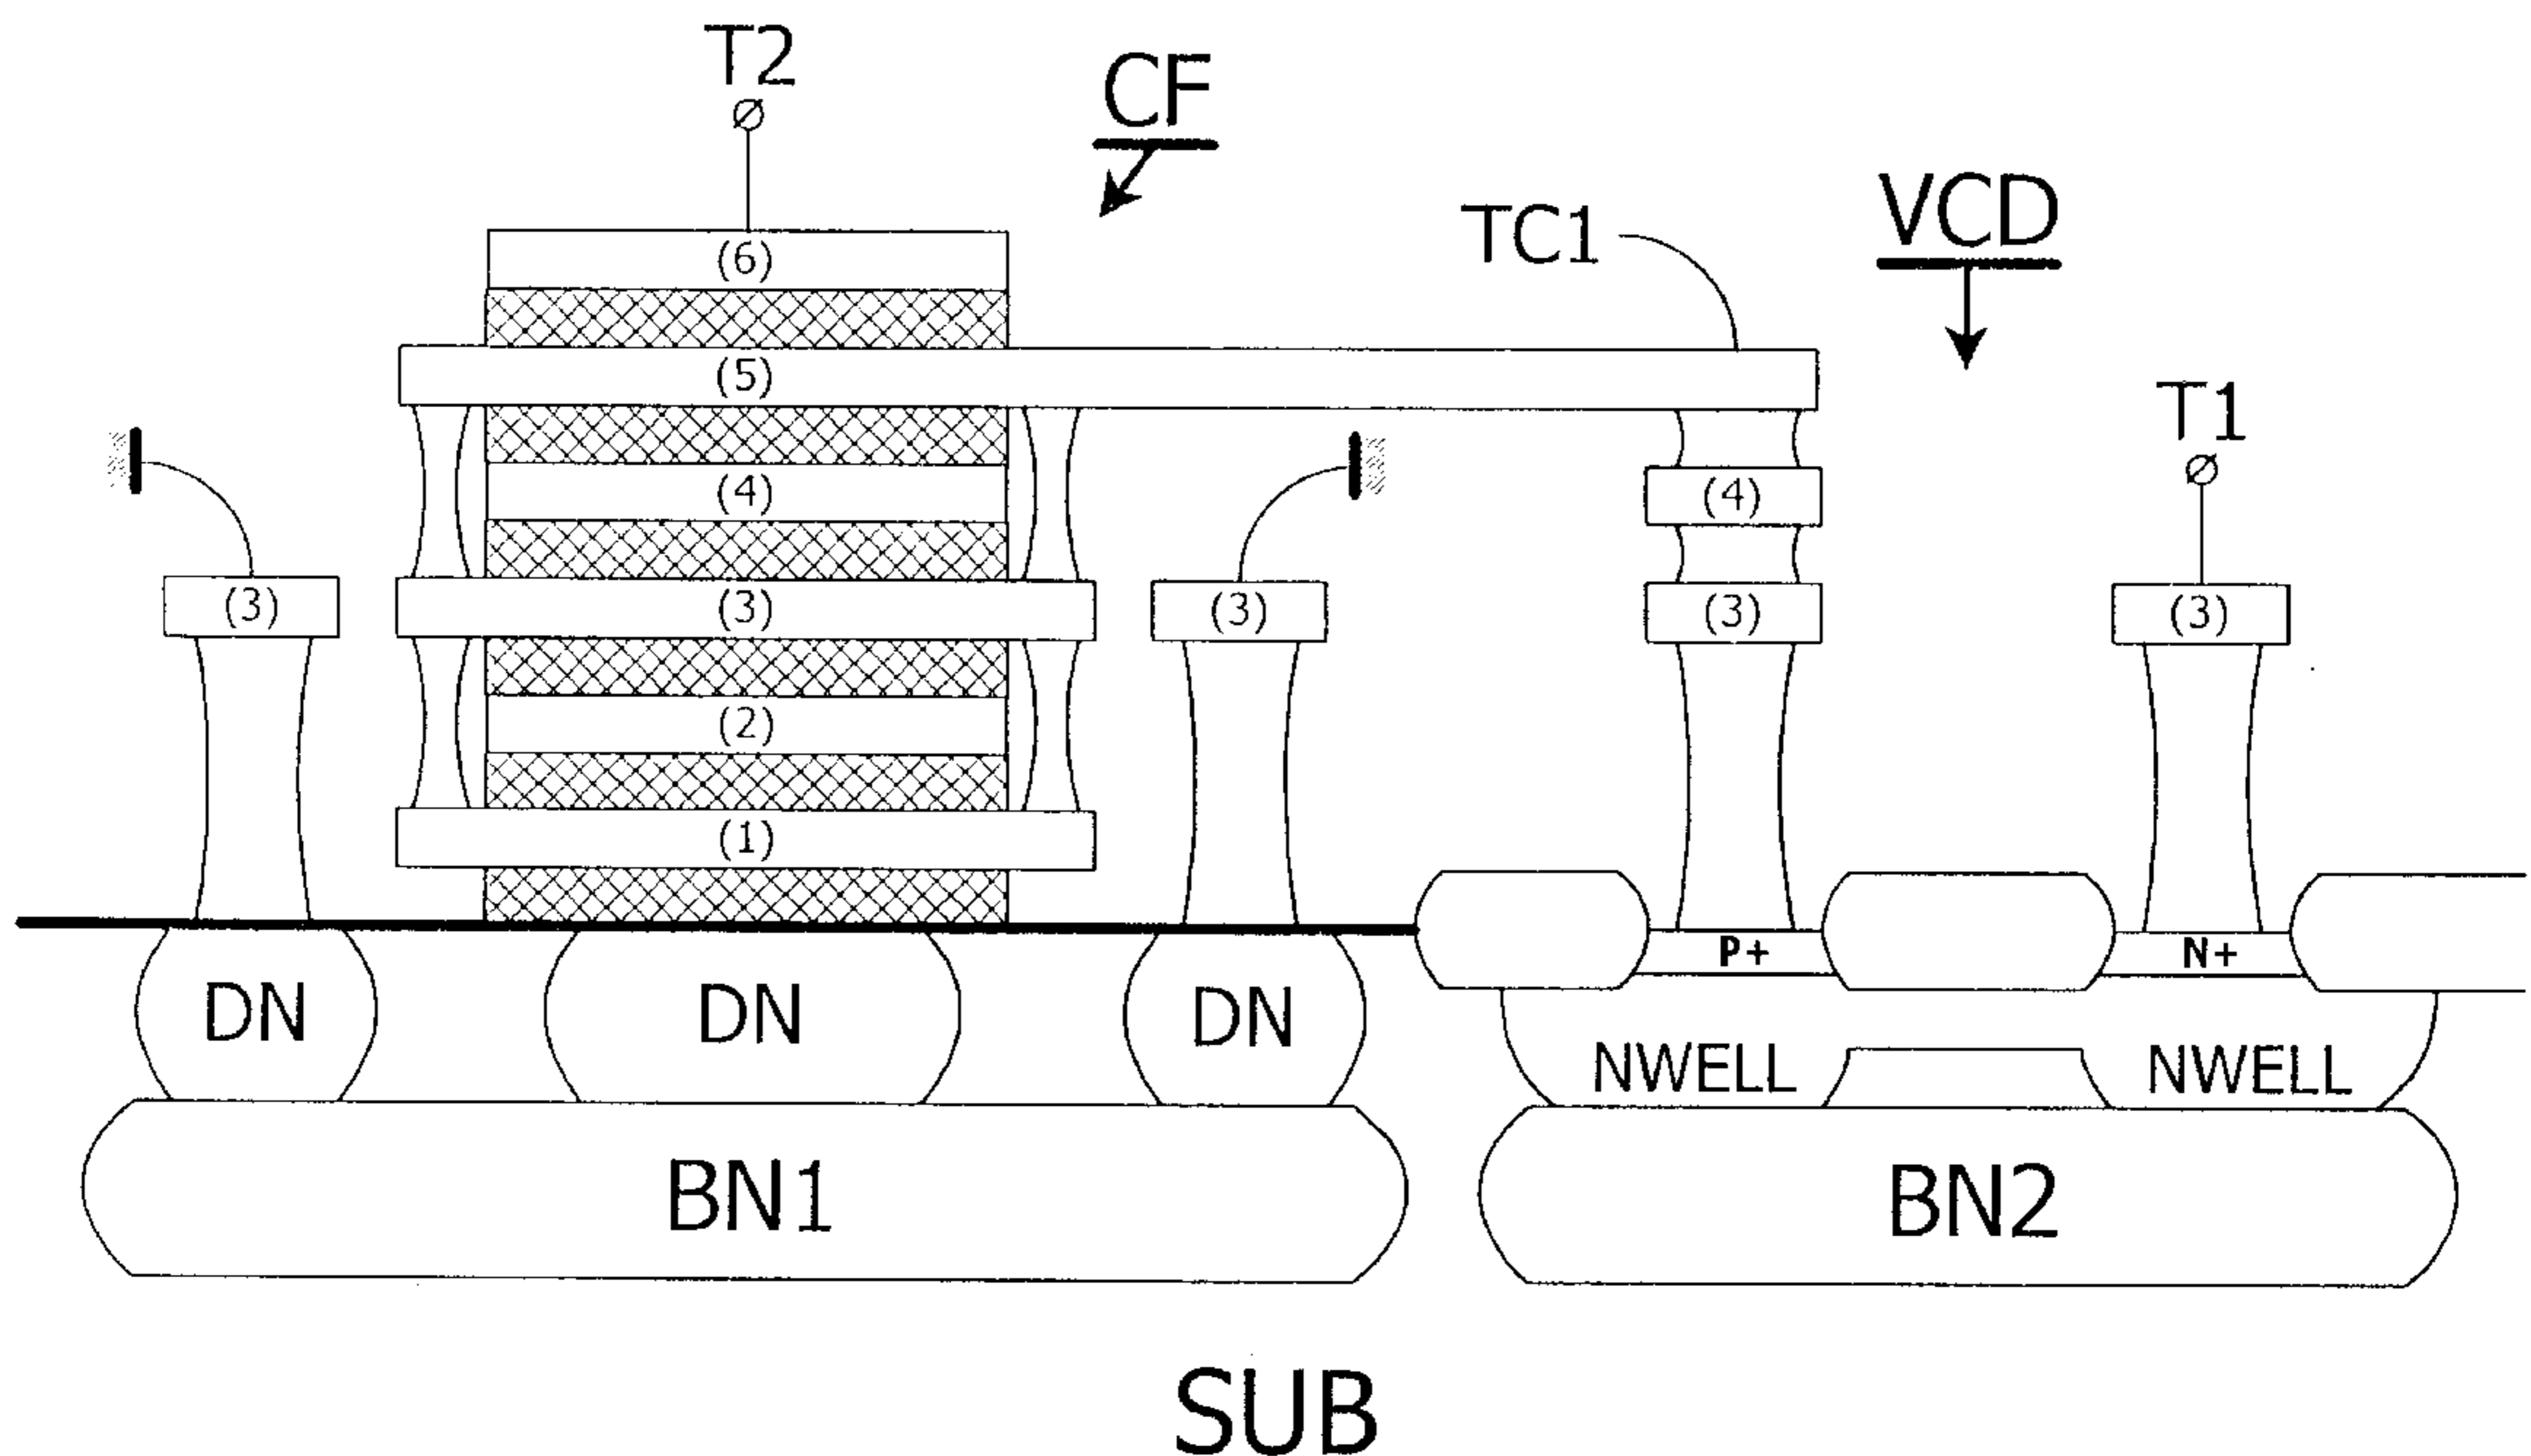 T2
CF
VCD
TC1
T1
(6)
(5)
(4)
(4)
(3)
(3)
(3)
(3)
(3)
(2)
(1)
P+
N+
DN
DN
DN
NWELL
NWELL
BN1
BN2
SUB